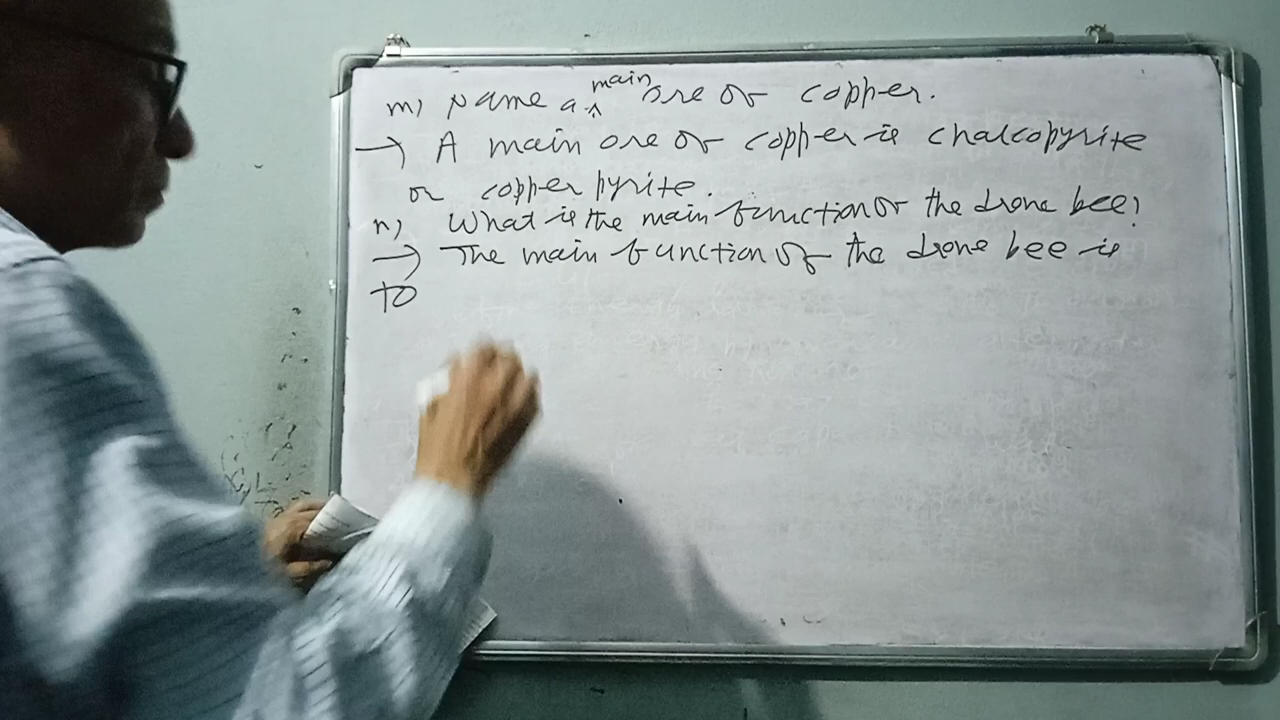 m) Name a main ore of copper.
→ A main ore of copper is chalcopyrite
or copper pyrite.
n) What is the main function of the drone bee?
→ The main function of the drone bee is
to